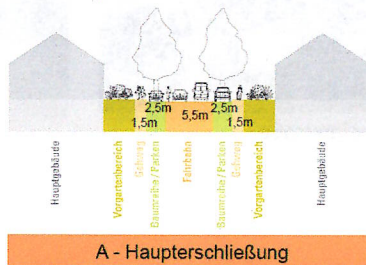 2,5m 2,5m
1,5m 5,5m 1,5m
Hauptgebäude
Vorgartenbereich
Gehweg
Baumreihe / Parken
Fahrbahn
Baumreihe / Parken
Gehweg
Vorgartenbereich
Hauptgebäude
A - Haupterschließung